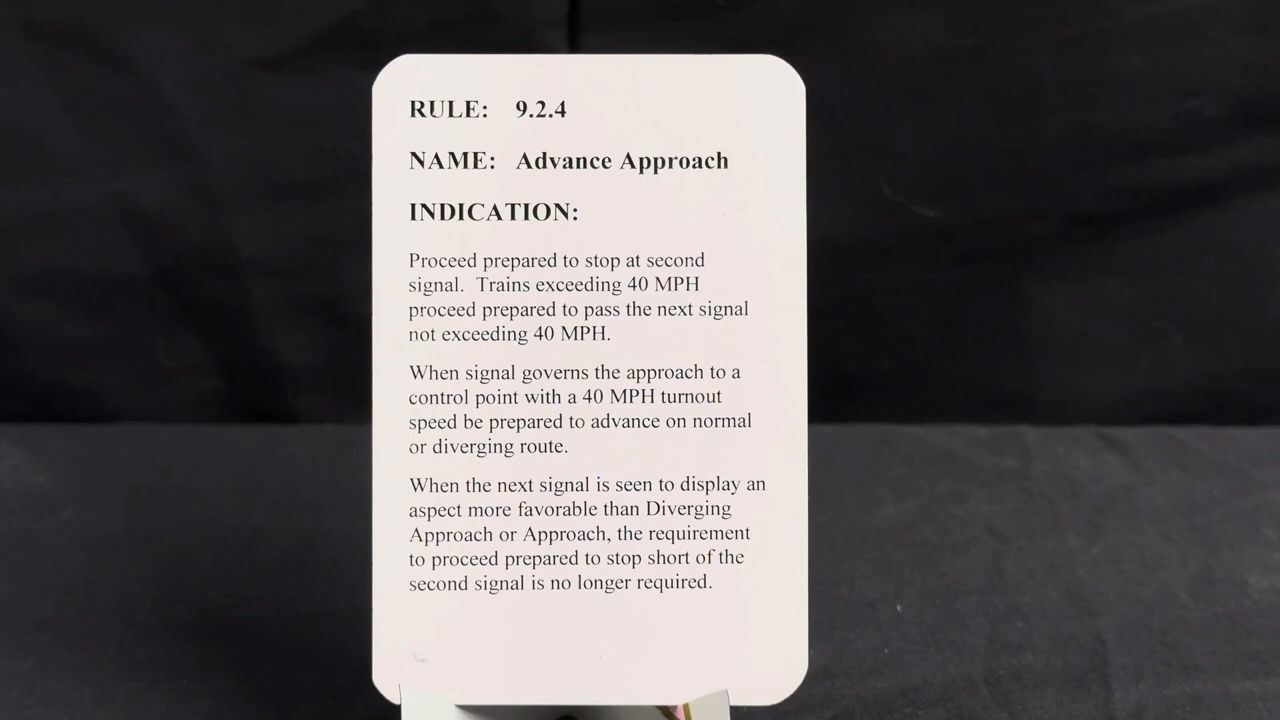 RULE: 9.2.4
NAME: Advance Approach
INDICATION:
Proceed prepared to stop at second
signal. Trains exceeding 40 MPH
proceed prepared to pass the next signal
not exceeding 40 MPH.
When signal governs the approach to a
control point with a 40 MPH turnout
speed be prepared to advance on normal
or diverging route.
When the next signal is seen to display an
aspect more favorable than Diverging
Approach or Approach, the requirement
to proceed prepared to stop short of the
second signal is no longer required.